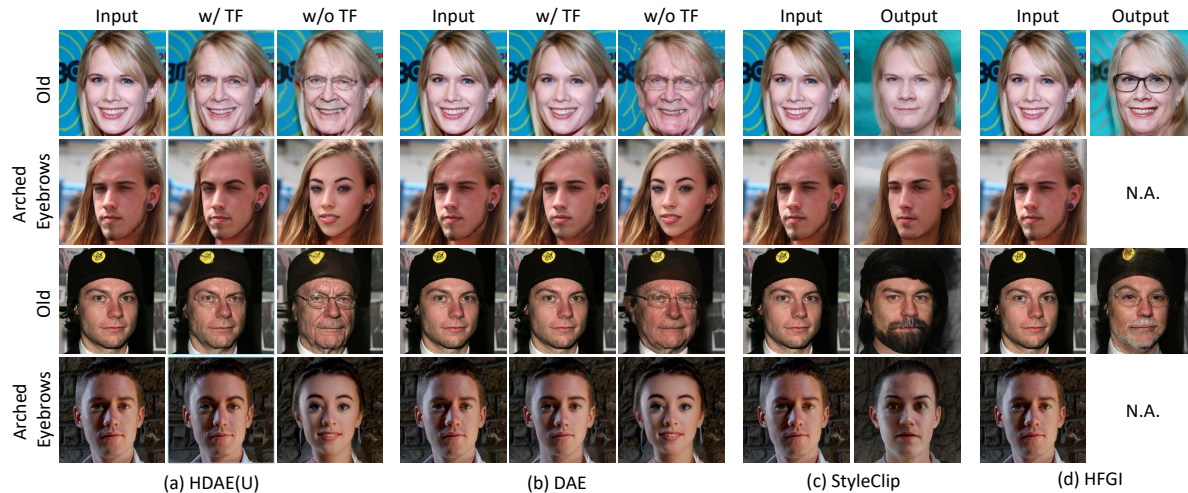 Input w/ TF w/o TF Input w/ TF w/o TF Input Output Input Output
Old
Arched Eyebrows
N.A.
Old
Arched Eyebrows
N.A.
(a) HDAE(U) (b) DAE (c) StyleClip (d) HFGI